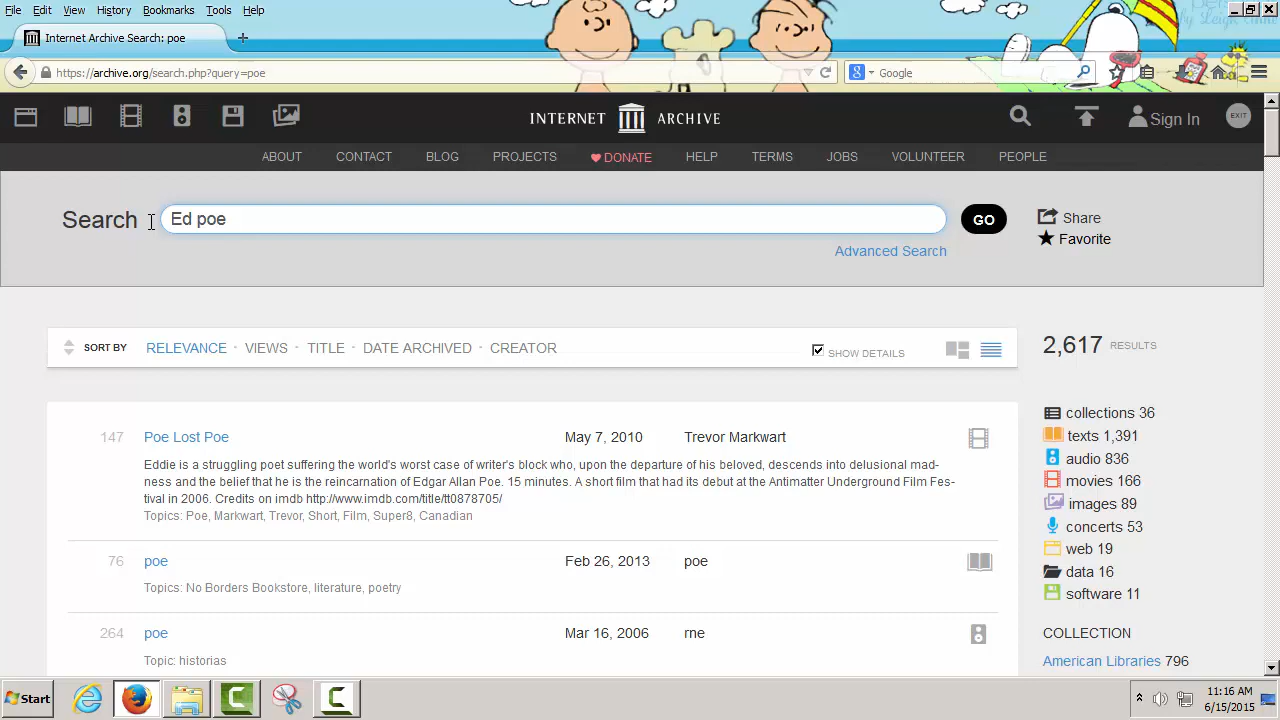 File Edit View History Bookmarks Tools Help
by Leigh Anne
Internet Archive Search: poe
https://archive.org/search.php?query=poe
Google
INTERNET ARCHIVE
Sign In
EXIT
ABOUT CONTACT BLOG PROJECTS DONATE HELP TERMS JOBS VOLUNTEER PEOPLE
Search Ed poe GO
Share
Favorite
Advanced Search
SORT BY RELEVANCE · VIEWS · TITLE · DATE ARCHIVED · CREATOR SHOW DETAILS
2,617 RESULTS
147 Poe Lost Poe May 7, 2010 Trevor Markwart
Eddie is a struggling poet suffering the world's worst case of writer's block who, upon the departure of his beloved, descends into delusional mad-
ness and the belief that he is the reincarnation of Edgar Allan Poe. 15 minutes. A short film that had its debut at the Antimatter Underground Film Fes-
tival in 2006. Credits on imdb http://www.imdb.com/title/tt0878705/
Topics: Poe, Markwart, Trevor, Short, Film, Super8, Canadian
76 poe Feb 26, 2013 poe
Topics: No Borders Bookstore, literature, poetry
264 poe Mar 16, 2006 rne
Topic: historias
collections 36
texts 1,391
audio 836
movies 166
images 89
concerts 53
web 19
data 16
software 11
COLLECTION
American Libraries 796
Start
11:16 AM
6/15/2015